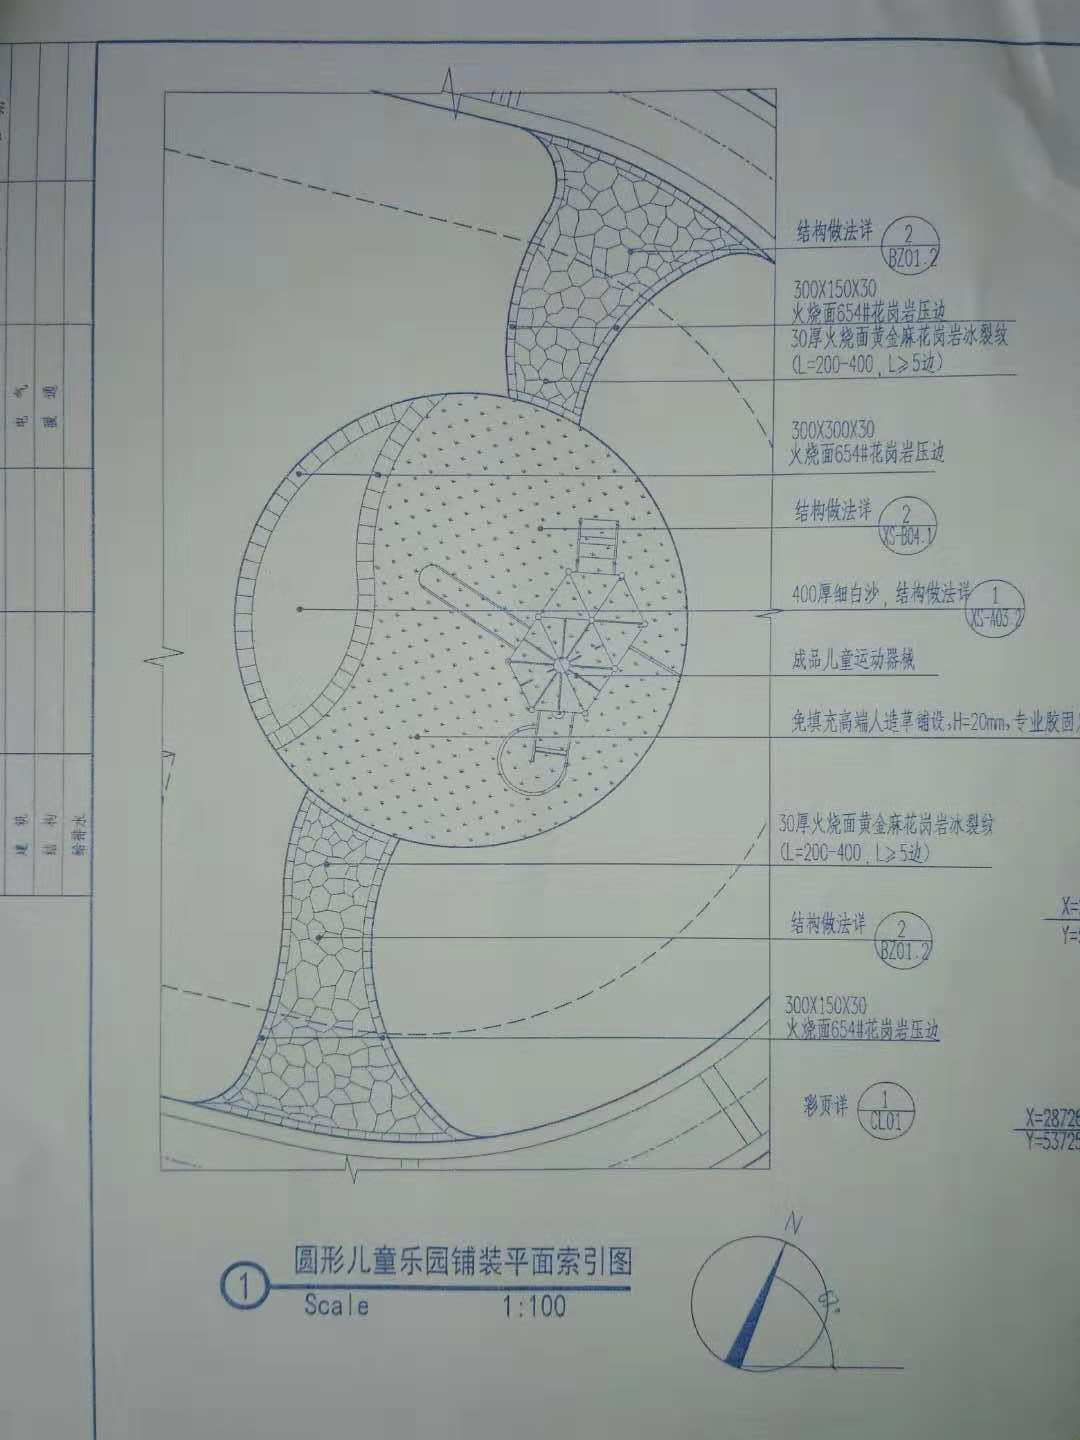 结构做法详
2
BZ01.2
300X150X30
火烧面654#花岗岩压边
30厚火烧面黄金麻花岗岩冰裂纹
(L=200-400, L≥5边)
300X300X30
火烧面654#花岗岩压边
结构做法详
2
XS-B04.1
400厚细白沙, 结构做法详
1
XS-A03.2
成品儿童运动器械
免填充高端人造草铺设,H=20mm,专业胶固
30厚火烧面黄金麻花岗岩冰裂纹
(L=200-400, L≥5边)
结构做法详
2
BZ01.2
300X150X30
火烧面654#花岗岩压边
彩页详
1
CL01
X=
Y=
X=28726
Y=53725
电气
暖通
建筑
结构
给排水
1
圆形儿童乐园铺装平面索引图
Scale 1:100
N
67°